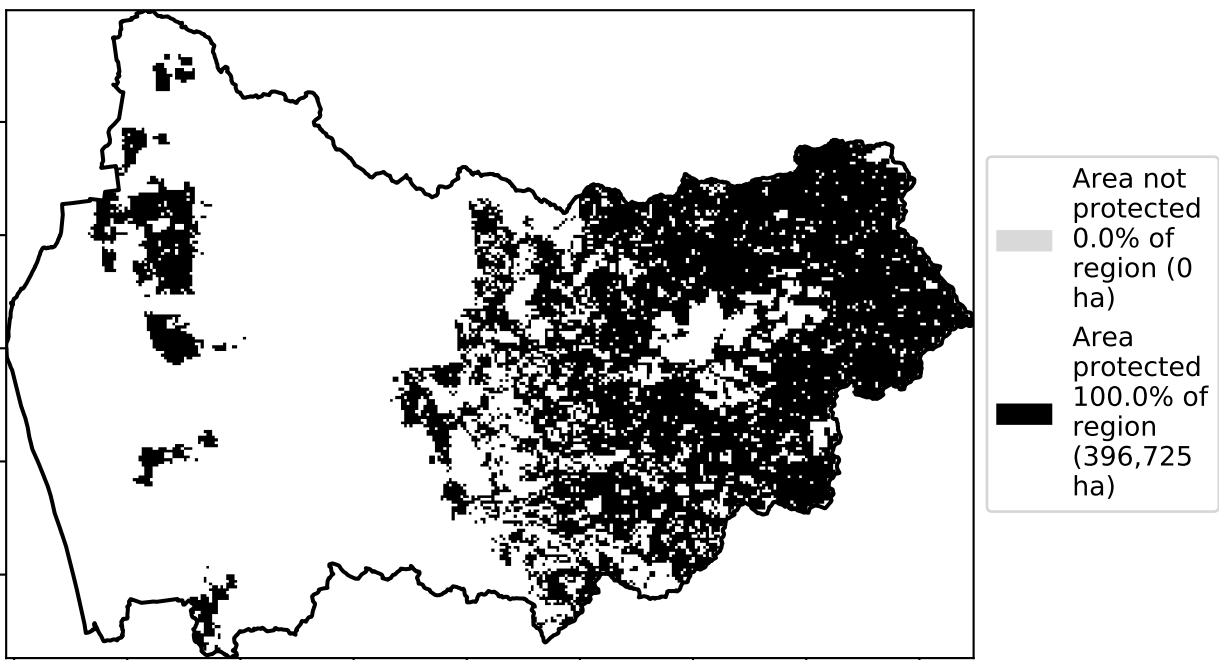 Area not
protected
0.0% of
region (0
ha)
Area
protected
100.0% of
region
(396,725
ha)